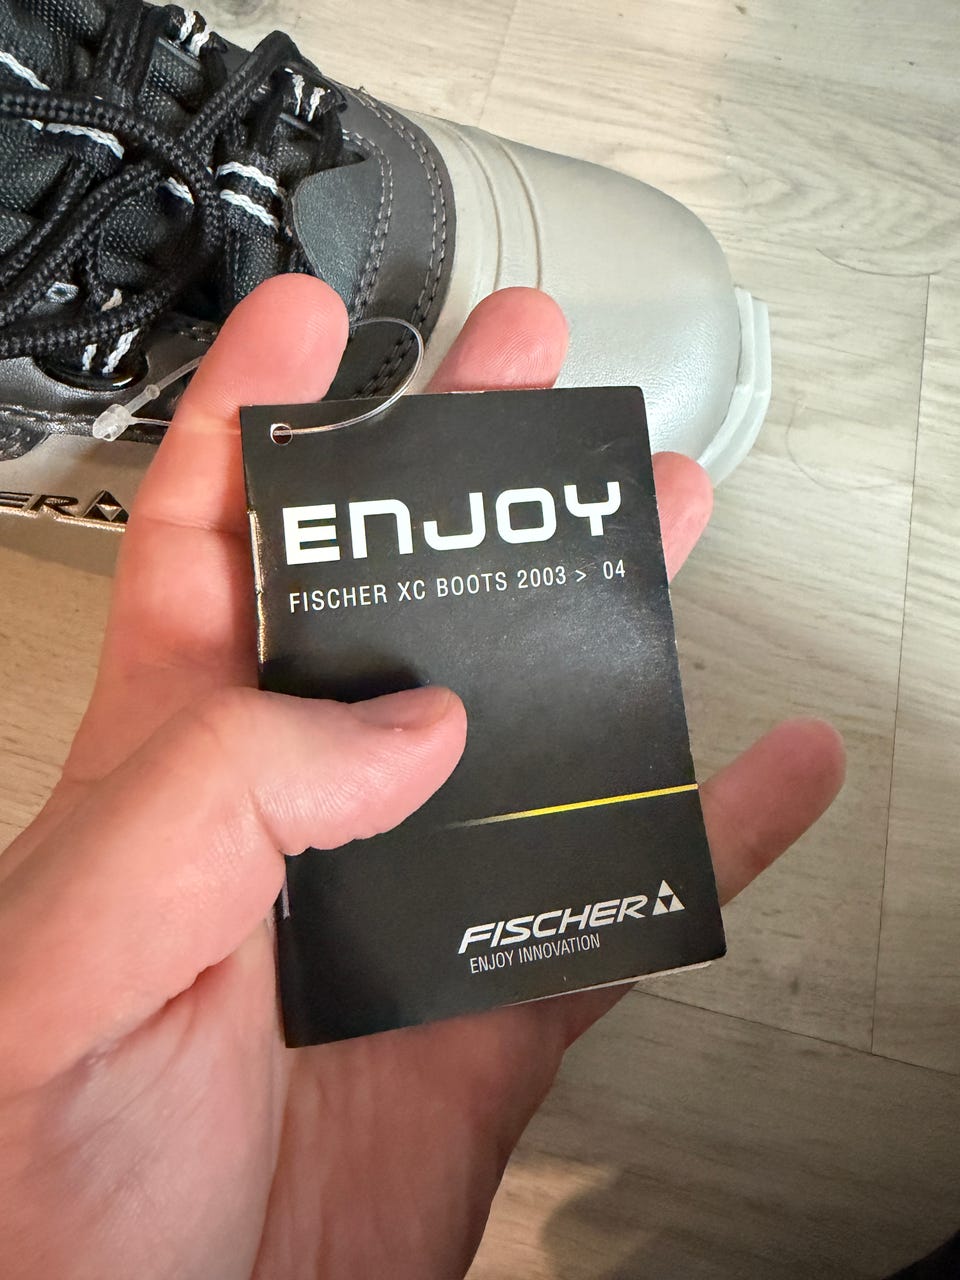 ENJOY
FISCHER XC BOOTS 2003 > 04
FISCHER
ENJOY INNOVATION